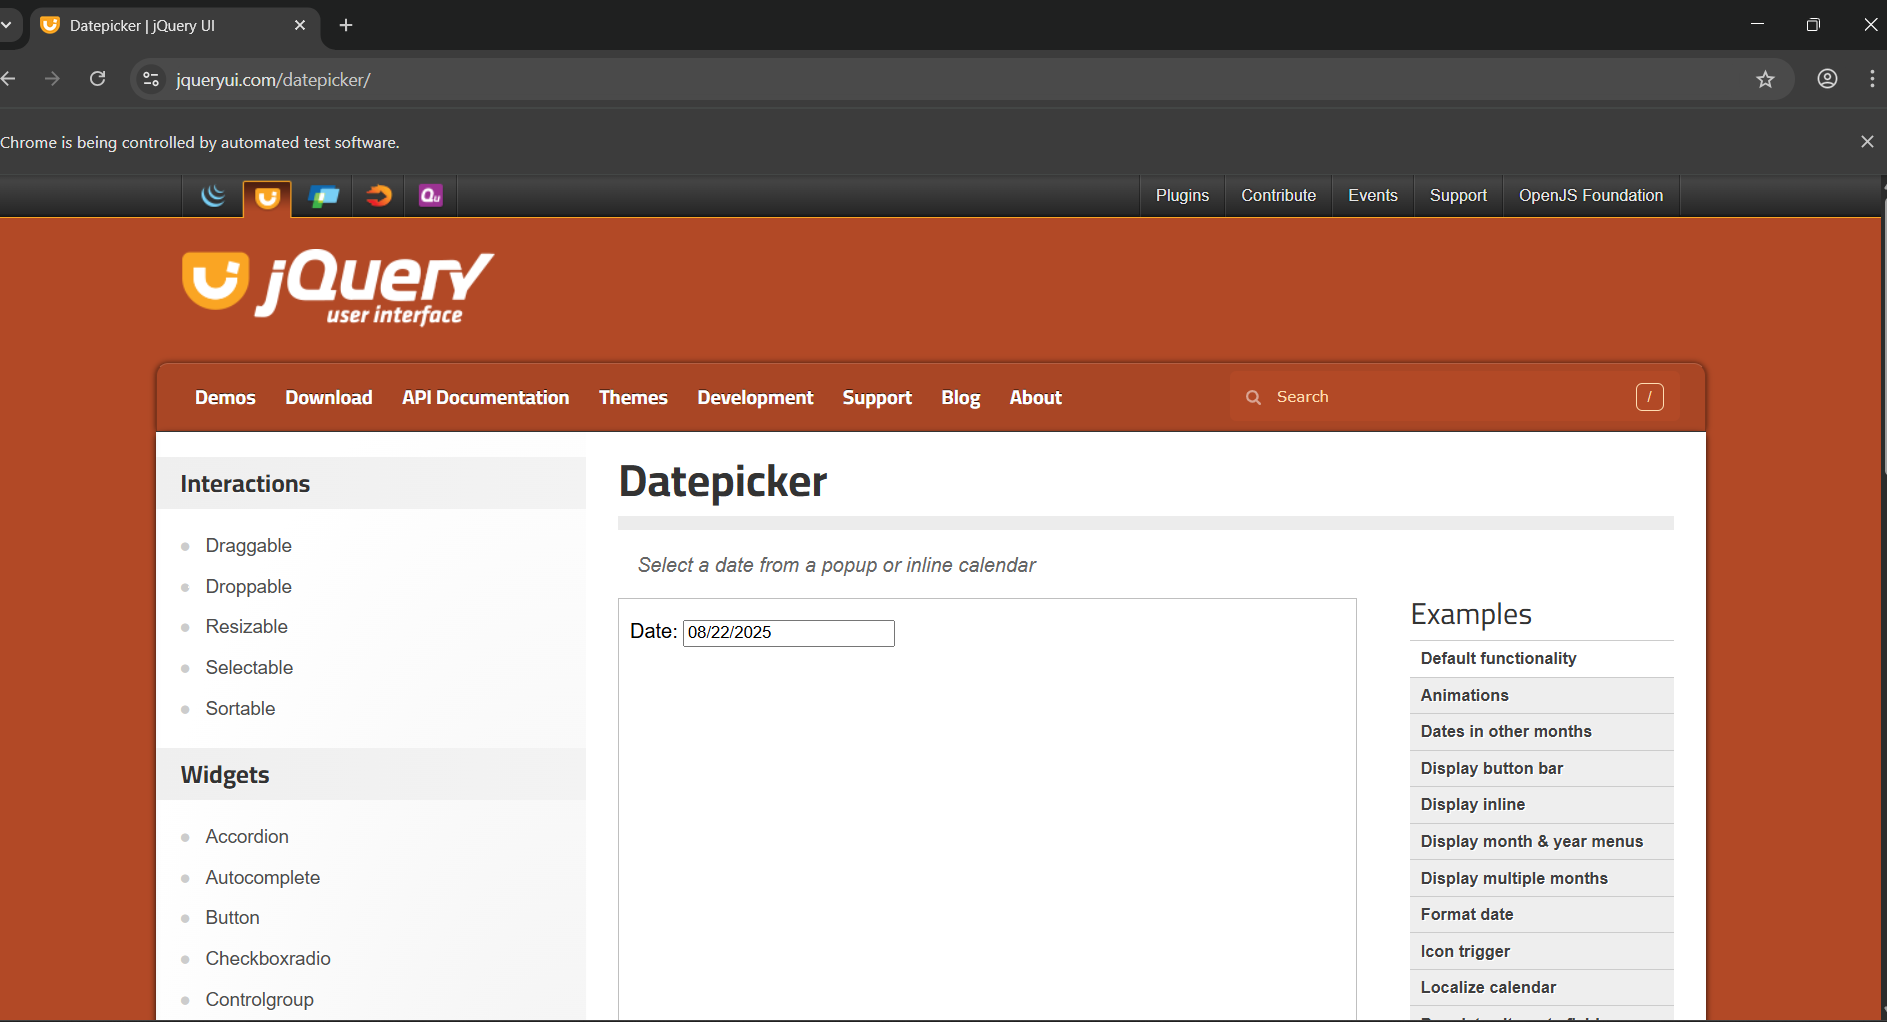 Datepicker | jQuery UI
jqueryui.com/datepicker/
Chrome is being controlled by automated test software.
Qu
Plugins Contribute Events Support OpenJS Foundation
jQuery
user interface
Demos Download API Documentation Themes Development Support Blog About Search /
Interactions
Draggable
Droppable
Resizable
Selectable
Sortable
Widgets
Accordion
Autocomplete
Button
Checkboxradio
Controlgroup
Datepicker
Select a date from a popup or inline calendar
Date: 08/22/2025
Examples
Default functionality
Animations
Dates in other months
Display button bar
Display inline
Display month & year menus
Display multiple months
Format date
Icon trigger
Localize calendar